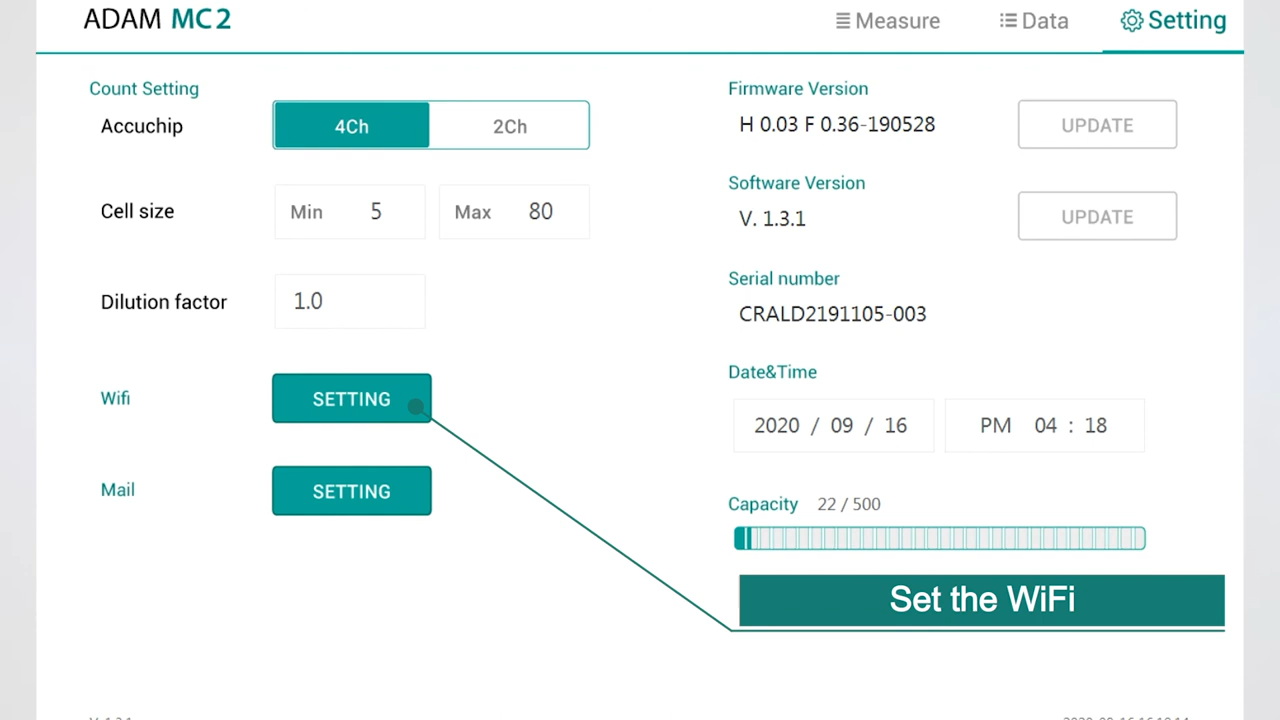 ADAM MC2
Measure
Data
Setting
Count Setting
Accuchip
4Ch
2Ch
Cell size
Min 5
Max 80
Dilution factor
1.0
Wifi
SETTING
Mail
SETTING
Firmware Version
H 0.03 F 0.36-190528
UPDATE
Software Version
V. 1.3.1
UPDATE
Serial number
CRALD2191105-003
Date&Time
2020 / 09 / 16
PM 04 : 18
Capacity 22 / 500
Set the WiFi